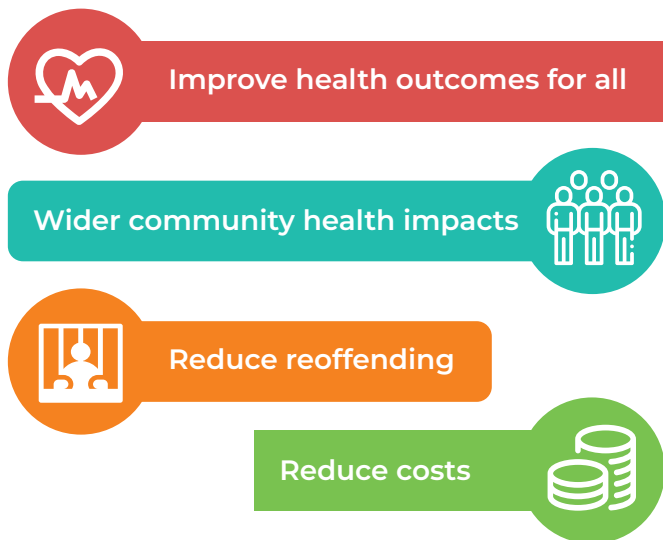 Improve health outcomes for all
Wider community health impacts
Reduce reoffending
Reduce costs